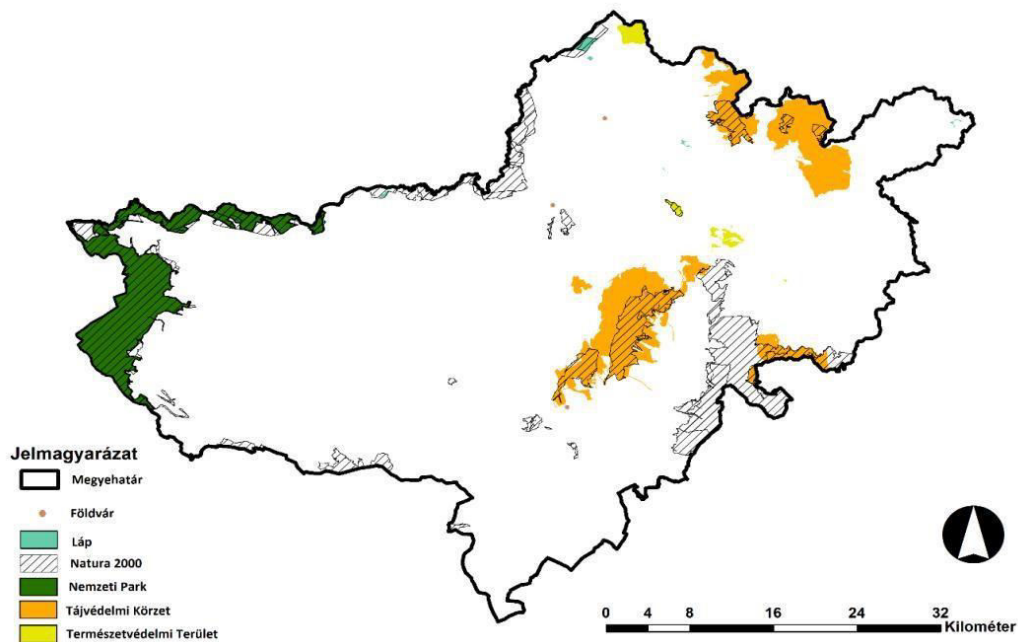 Jelmagyarázat
Megyehatár
Földvár
Láp
Natura 2000
Nemzeti Park
Tájvédelmi Körzet
Természetvédelmi Terület
0 4 8 16 24 32
Kilométer